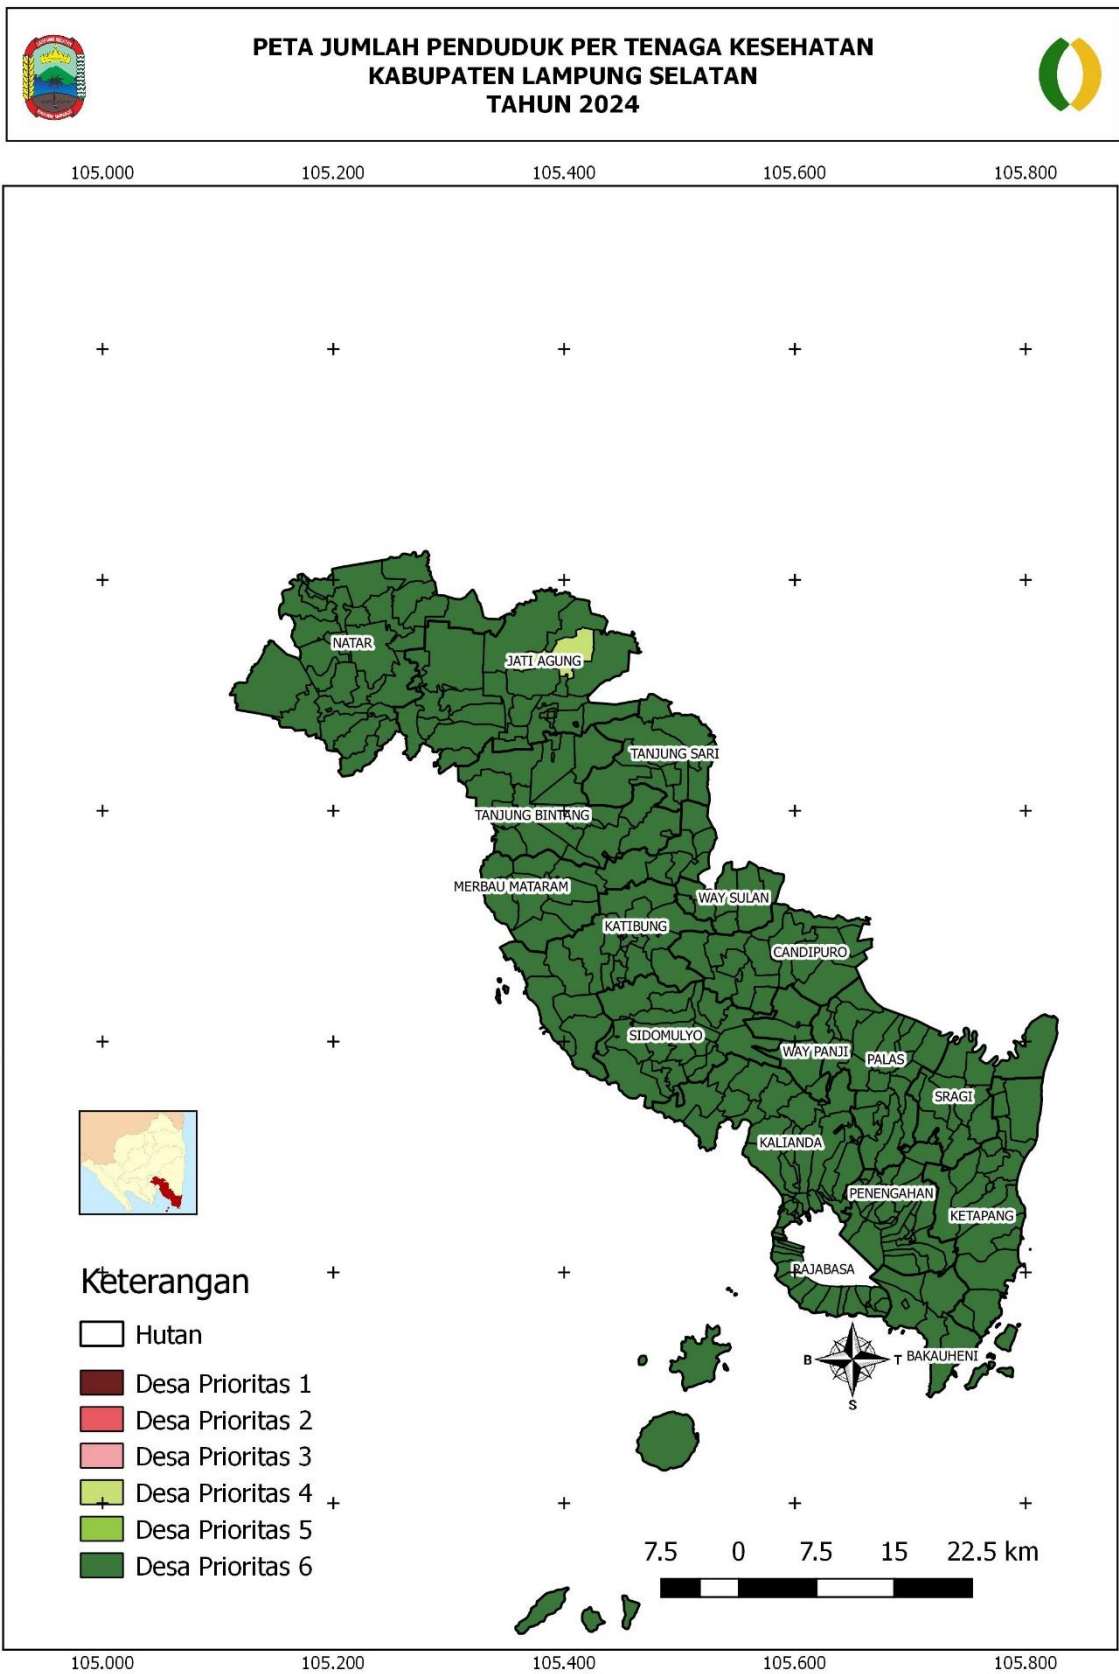 PETA JUMLAH PENDUDUK PER TENAGA KESEHATAN
KABUPATEN LAMPUNG SELATAN
TAHUN 2024
105.000 105.200 105.400 105.600 105.800
NATAR
JATI AGUNG
TANJUNG SARI
TANJUNG BINTANG
MERBAU MATARAM
WAY SULAN
KATIBUNG
CANDIPURO
SIDOMULYO
WAY PANJI
PALAS
SRAGI
KALIANDA
PENENGAHAN
KETAPANG
RAJABASA
BAKAUHENI
B T
S
Keterangan
Hutan
Desa Prioritas 1
Desa Prioritas 2
Desa Prioritas 3
Desa Prioritas 4
Desa Prioritas 5
Desa Prioritas 6
7.5 0 7.5 15 22.5 km
105.000 105.200 105.400 105.600 105.800